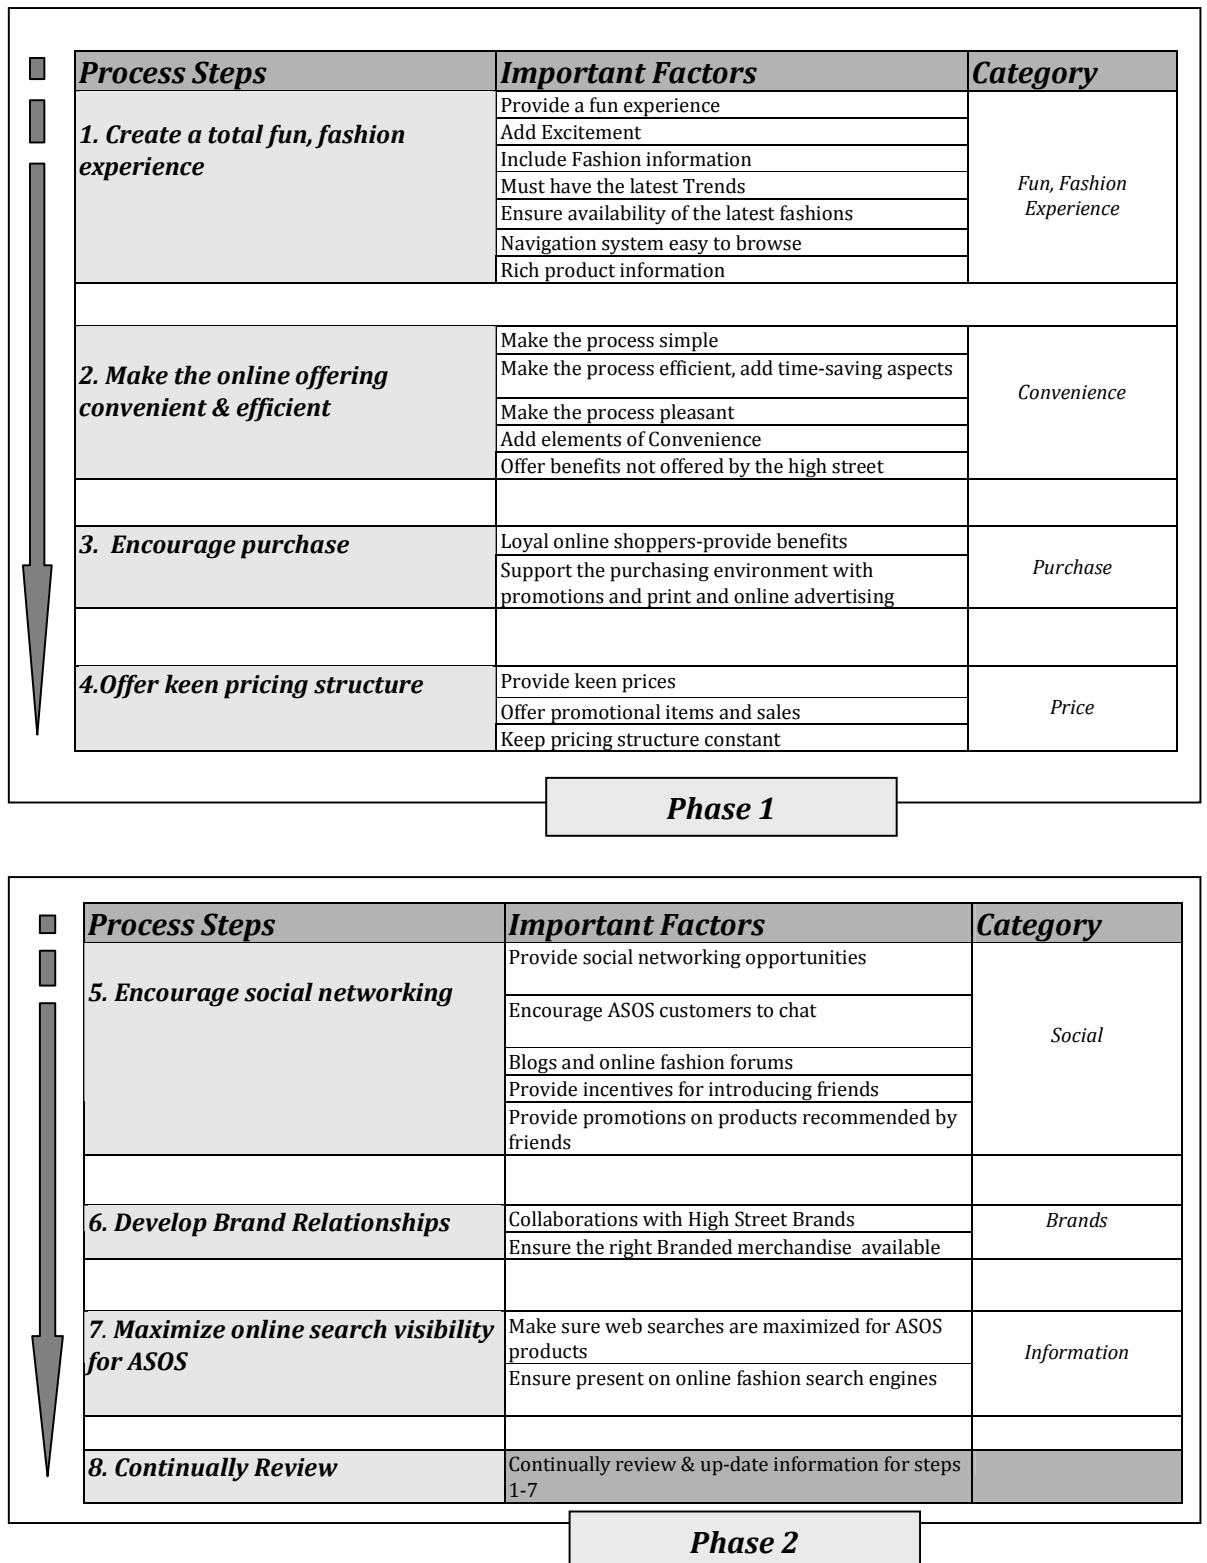 Process Steps Important Factors Category
1. Create a total fun, fashion
experience
Provide a fun experience
Add Excitement
Include Fashion information
Must have the latest Trends
Ensure availability of the latest fashions
Navigation system easy to browse
Rich product information
Fun, Fashion
Experience
2. Make the online offering
convenient & efficient
Make the process simple
Make the process efficient, add time-saving aspects
Make the process pleasant
Add elements of Convenience
Offer benefits not offered by the high street
Convenience
3. Encourage purchase
Loyal online shoppers-provide benefits
Support the purchasing environment with
promotions and print and online advertising
Purchase
4.Offer keen pricing structure
Provide keen prices
Offer promotional items and sales
Keep pricing structure constant
Price
Phase 1
Process Steps Important Factors Category
5. Encourage social networking
Provide social networking opportunities
Encourage ASOS customers to chat
Blogs and online fashion forums
Provide incentives for introducing friends
Provide promotions on products recommended by
friends
Social
6. Develop Brand Relationships
Collaborations with High Street Brands
Ensure the right Branded merchandise available
Brands
7. Maximize online search visibility
for ASOS
Make sure web searches are maximized for ASOS
products
Ensure present on online fashion search engines
Information
8. Continually Review
Continually review & up-date information for steps
1-7
Phase 2